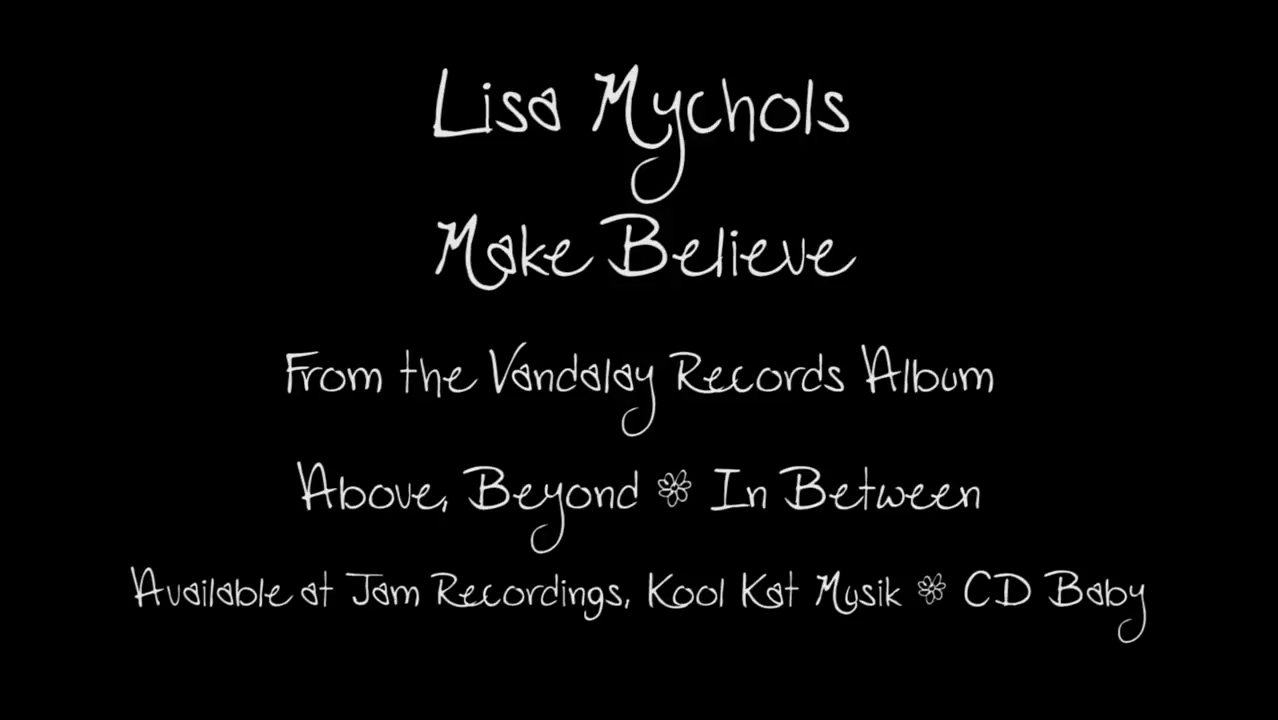 Lisa Mychols
Make Believe
From the Vandalay Records Album
Above, Beyond & In Between
Available at Jam Recordings, Kool Kat Musik & CD Baby